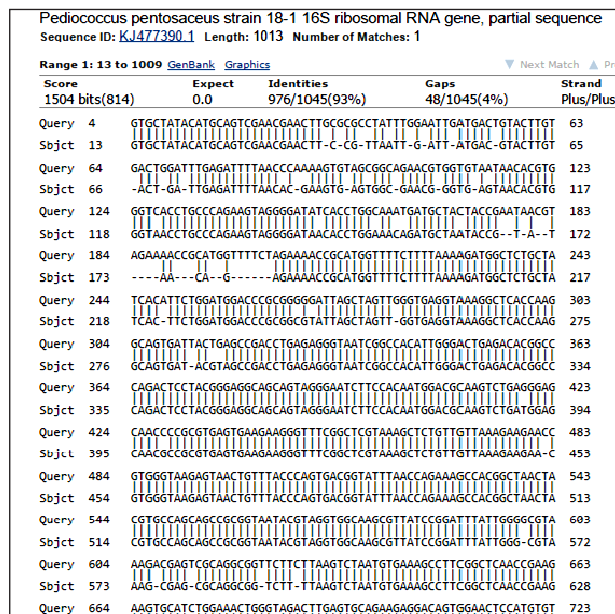 Pediococcus pentosaceus strain 18-1 16S ribosomal RNA gene, partial sequence
Sequence ID: KJ477390.1 Length: 1013 Number of Matches: 1
Range 1: 13 to 1009 GenBank Graphics Next Match Pr
Score Expect Identities Gaps Strand
1504 bits(814) 0.0 976/1045(93%) 48/1045(4%) Plus/Plus
Query 4 GTGCTATACATGCAGTCGAACGAACTTGCGCGCCTATTTGGAATTGATGACTGTACTTGT 63
Sbjct 13 GTGCTATACATGCAGTCGAACGAACTT-C-CG-TTAATT-G-ATT-ATGAC-GTACTTGT 65
Query 64 GACTGGATTTGAGATTTTAACCCAAAAGTGTAGCGGCAGAACGTGGTGTAATAACACGTG 123
Sbjct 66 -ACT-GA-TTGAGATTTTAACAC-GAAGTG-AGTGGC-GAACG-GGTG-AGTAACACGTG 117
Query 124 GGTCACCTGCCCAGAAGTAGGGGATATCACCTGGCAAATGATGCTACTACCGAATAACGT 183
Sbjct 118 GGTAACCTGCCCAGAAGTAGGGGATAACACCTGGAAACAGATGCTAATACCG--T-A--T 172
Query 184 AGAAAACCGCATGGTTTTCTAGAAAACCGCATGGTTTTCTTTTAAAAGATGGCTCTGCTA 243
Sbjct 173 ----AA---CA--G------AGAAAACCGCATGGTTTTCTTTTAAAAGATGGCTCTGCTA 217
Query 244 TCACATTCTGGATGGACCCGCGGGGGGATTAGCTAGTTGGGTGAGGTAAAGGCTCACCAAG 303
Sbjct 218 TCAC-TTCTGGATGGACCCGCGGCGTATTAGCTAGTT-GGTGAGGTAAAGGCTCACCAAG 275
Query 304 GCAGTGATTACTGAGCCGACCTGAGAGGGTAATCGGCCACATTGGGACTGAGACACGGCC 363
Sbjct 276 GCAGTGAT-ACGTAGCCGACCTGAGAGGGTAATCGGCCACATTGGGACTGAGACACGGCC 334
Query 364 CAGACTCCTACGGGAGGCAGCAGTAGGGAATCTTCCACAATGGACGCAAGTCTGAGGGAG 423
Sbjct 335 CAGACTCCTACGGGAGGCAGCAGTAGGGAATCTTCCACAATGGACGCAAGTCTGATGGAG 394
Query 424 CAACCCCGCGTGAGTGAAGAAGGGTTTCGGCTCGTAAAGCTCTGTTGTTAAAGAAGAACC 483
Sbjct 395 CAACGCCGCGTGAGTGAAGAAGGGTTTCGGCTCGTAAAGCTCTGTTGTTAAAGAAGAA-C 453
Query 484 GTGGGTAAGAGTAACTGTTTACCCAGTGACGGTATTTAACCAGAAAGCCACGGCTAACTA 543
Sbjct 454 GTGGGTAAGAGTAACTGTTTACCCAGTGACGGTATTTAACCAGAAAGCCACGGCTAACTA 513
Query 544 CGTGCCAGCAGCCGCGGTAATACGTAGGTGGCAAGCGTTATCCGGATTTATTGGGGCGTA 603
Sbjct 514 CGTGCCAGCAGCCGCGGTAATACGTAGGTGGCAAGCGTTATCCGGATTTATTGGG-CGTA 572
Query 604 AAGACGAGTCGCAGGCGGTTCTTCTTAAGTCTAATGTGAAAGCCTTCGGCTCAACCGAAG 663
Sbjct 573 AAG-CGAG-CGCAGGCGG-TCTT-TTAAGTCTAATGTGAAAGCCTTCGGCTCAACCGAAG 628
Query 664 AAGTGCATCTGGAAACTGGGTAGACTTGAGTGCAGAAGAGGACAGTGGAACTCCATGTGT 723